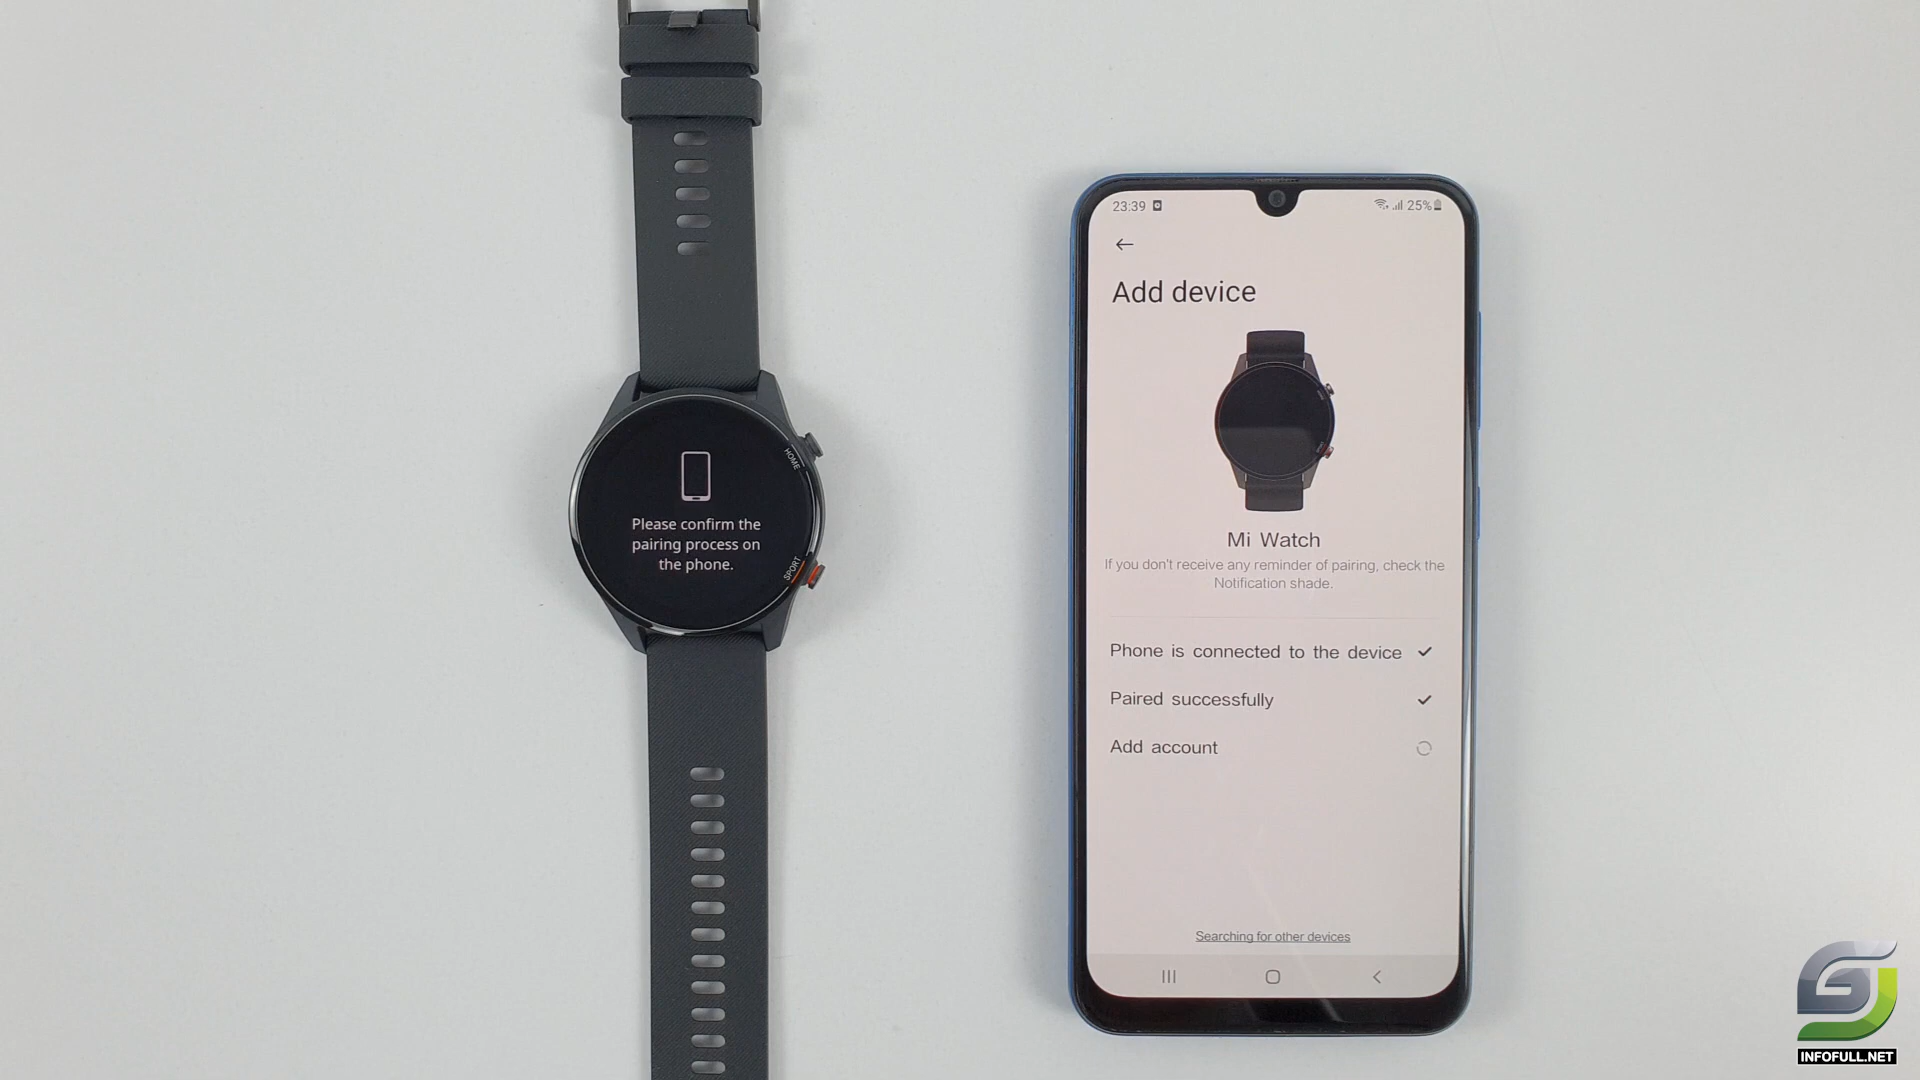 HOME
Please confirm the
pairing process on
the phone.
SPORT
23:39
25%
Add device
Mi Watch
If you don't receive any reminder of pairing, check the
Notification shade.
Phone is connected to the device
Paired successfully
Add account
Searching for other devices
INFOFULL.NET